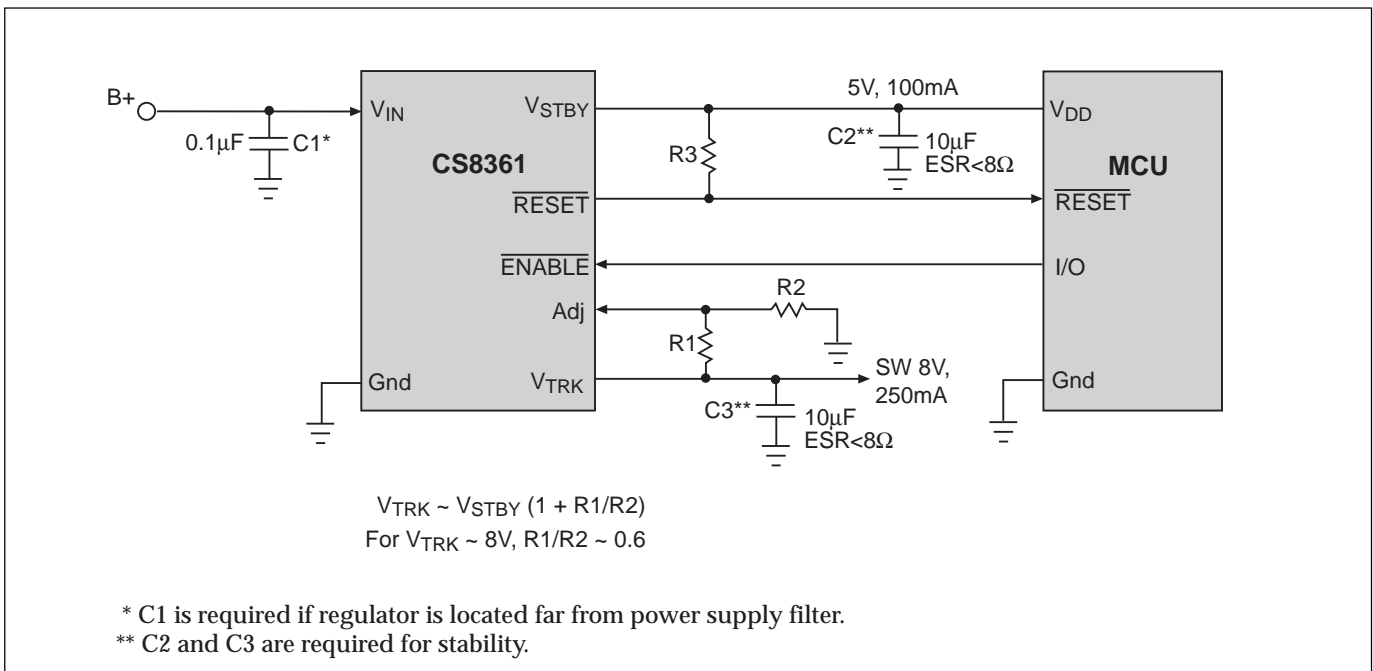 B+
V_IN
V_STBY
5V, 100mA
V_DD
0.1µF
C1*
CS8361
R3
C2**
10µF
ESR<8Ω
MCU
RESET
RESET
ENABLE
I/O
Adj
R2
R1
SW 8V,
250mA
Gnd
V_TRK
C3**
10µF
ESR<8Ω
Gnd
V_TRK ~ V_STBY (1 + R1/R2)
For V_TRK ~ 8V, R1/R2 ~ 0.6
* C1 is required if regulator is located far from power supply filter.
** C2 and C3 are required for stability.